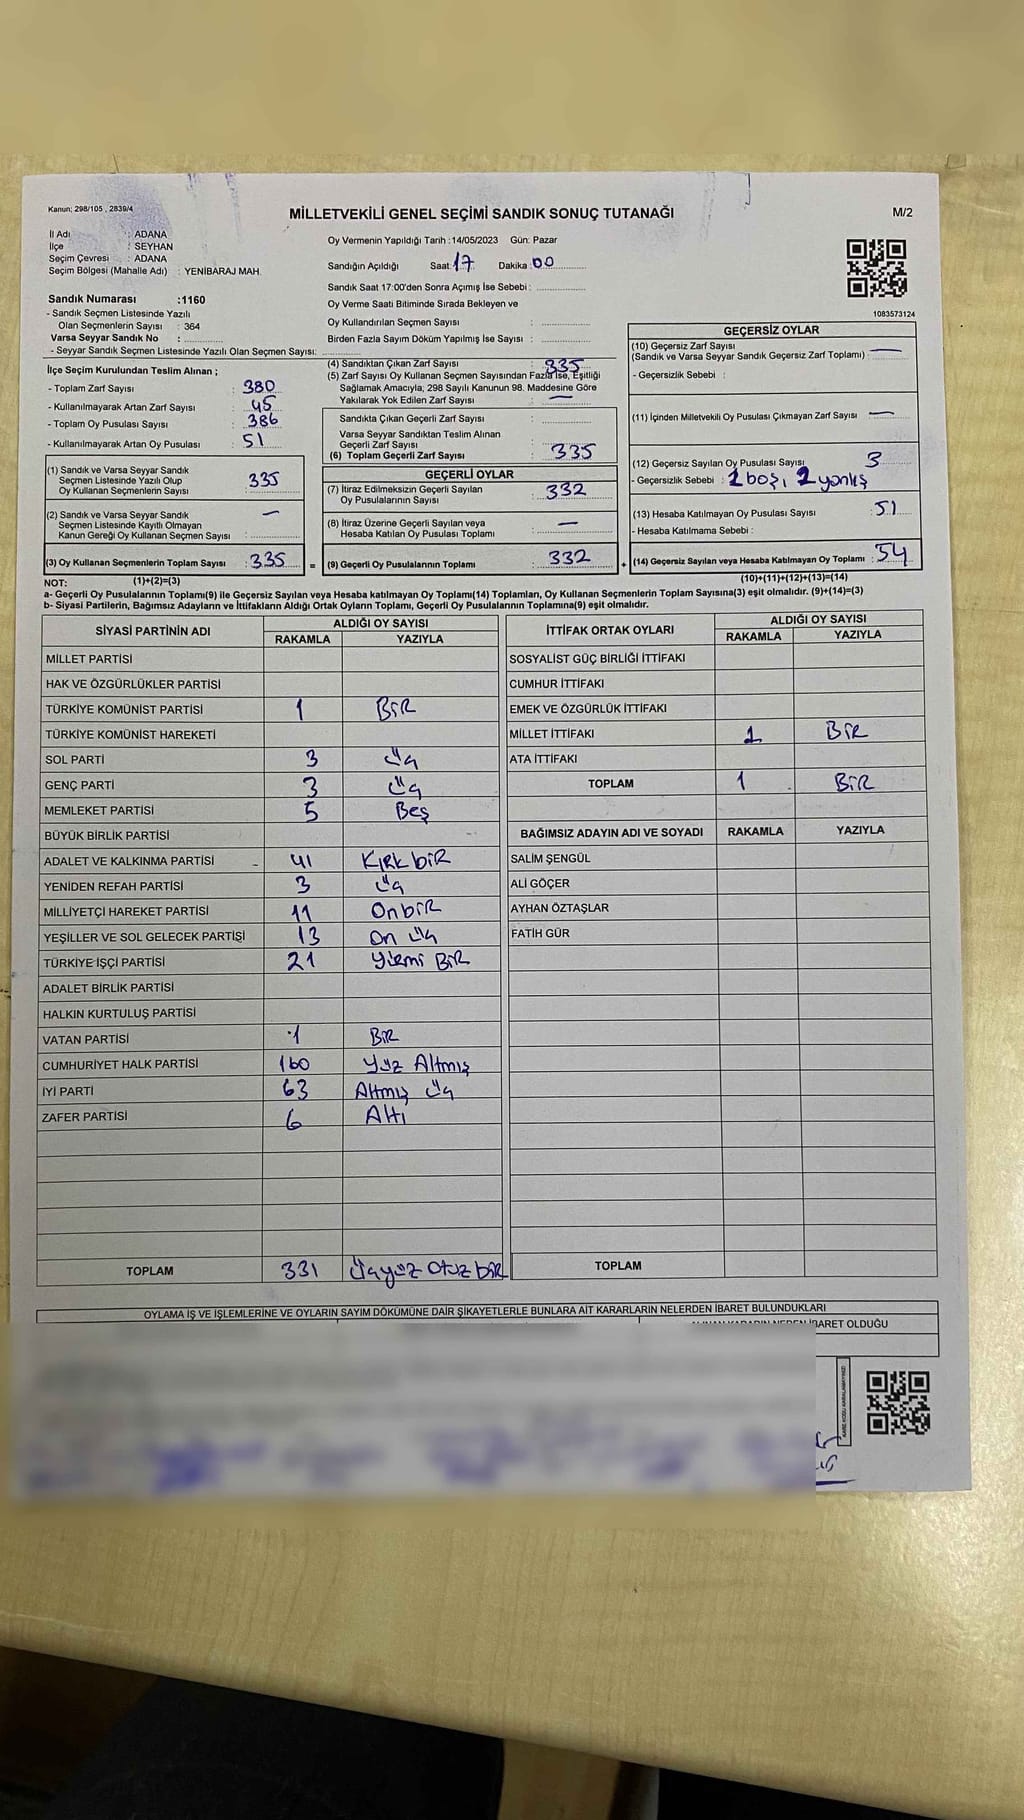 Kanun; 298/105 , 2839/4
MİLLETVEKİLİ GENEL SEÇİMİ SANDIK SONUÇ TUTANAĞI
M/2
İl Adı : ADANA
İlçe : SEYHAN
Seçim Çevresi : ADANA
Seçim Bölgesi (Mahalle Adı) : YENİBARAJ MAH.
Sandık Numarası :1160
- Sandık Seçmen Listesinde Yazılı
Olan Seçmenlerin Sayısı : 364
Varsa Seyyar Sandık No :
- Seyyar Sandık Seçmen Listesinde Yazılı Olan Seçmen Sayısı:
Oy Vermenin Yapıldığı Tarih :14/05/2023 Gün: Pazar
Sandığın Açıldığı Saat 17 Dakika : 00
Sandık Saat 17:00'den Sonra Açımış İse Sebebi :
Oy Verme Saati Bitiminde Sırada Bekleyen ve
Oy Kullandırılan Seçmen Sayısı :
Birden Fazla Sayım Döküm Yapılmış İse Sayısı :
1083573124
İlçe Seçim Kurulundan Teslim Alınan ;
- Toplam Zarf Sayısı : 380
- Kullanılmayarak Artan Zarf Sayısı : 45
- Toplam Oy Pusulası Sayısı : 386
- Kullanılmayarak Artan Oy Pusulası : 51
(1) Sandık ve Varsa Seyyar Sandık
Seçmen Listesinde Yazılı Olup
Oy Kullanan Seçmenlerin Sayısı : 335
(2) Sandık ve Varsa Seyyar Sandık
Seçmen Listesinde Kayıtlı Olmayan
Kanun Gereği Oy Kullanan Seçmen Sayısı : —
(3) Oy Kullanan Seçmenlerin Toplam Sayısı : 335 =
(1)+(2)=(3)
(4) Sandıktan Çıkan Zarf Sayısı : 335
(5) Zarf Sayısı Oy Kullanan Seçmen Sayısından Fazla İse, Eşitliği
Sağlamak Amacıyla, 298 Sayılı Kanunun 98. Maddesine Göre
Yakılarak Yok Edilen Zarf Sayısı : —
Sandıkta Çıkan Geçerli Zarf Sayısı :
Varsa Seyyar Sandıktan Teslim Alınan
Geçerli Zarf Sayısı :
(6) Toplam Geçerli Zarf Sayısı : 335
GEÇERLİ OYLAR
(7) İtiraz Edilmeksizin Geçerli Sayılan
Oy Pusulalarının Sayısı : 332
(8) İtiraz Üzerine Geçerli Sayılan veya
Hesaba Katılan Oy Pusulası Toplamı : —
(9) Geçerli Oy Pusulalarının Toplamı : 332 +
GEÇERSİZ OYLAR
(10) Geçersiz Zarf Sayısı
(Sandık ve Varsa Seyyar Sandık Geçersiz Zarf Toplamı) : —
- Geçersizlik Sebebi :
(11) İçinden Milletvekili Oy Pusulası Çıkmayan Zarf Sayısı : —
(12) Geçersiz Sayılan Oy Pusulası Sayısı : 3
- Geçersizlik Sebebi : 1 boş, 2 yanlış
(13) Hesaba Katılmayan Oy Pusulası Sayısı : 51
- Hesaba Katılmama Sebebi :
(14) Geçersiz Sayılan veya Hesaba Katılmayan Oy Toplamı : 54
(10)+(11)+(12)+(13)=(14)
NOT:
a- Geçerli Oy Pusulalarının Toplamı(9) ile Geçersiz Sayılan veya Hesaba katılmayan Oy Toplamı(14) Toplamları, Oy Kullanan Seçmenlerin Toplam Sayısına(3) eşit olmalıdır. (9)+(14)=(3)
b- Siyasi Partilerin, Bağımsız Adayların ve İttifakların Aldığı Ortak Oyların Toplamı, Geçerli Oy Pusulalarının Toplamına(9) eşit olmalıdır.
SİYASİ PARTİNİN ADI ALDIĞI OY SAYISI
RAKAMLA YAZIYLA
MİLLET PARTİSİ
HAK VE ÖZGÜRLÜKLER PARTİSİ
TÜRKİYE KOMÜNİST PARTİSİ 1 BİR
TÜRKİYE KOMÜNİST HAREKETİ
SOL PARTİ 3 üç
GENÇ PARTİ 3 üç
MEMLEKET PARTİSİ 5 Beş
BÜYÜK BİRLİK PARTİSİ
ADALET VE KALKINMA PARTİSİ 41 Kırk bir
YENİDEN REFAH PARTİSİ 3 üç
MİLLİYETÇİ HAREKET PARTİSİ 11 Onbir
YEŞİLLER VE SOL GELECEK PARTİSİ 13 On üç
TÜRKİYE İŞÇİ PARTİSİ 21 Yirmi Bir
ADALET BİRLİK PARTİSİ
HALKIN KURTULUŞ PARTİSİ
VATAN PARTİSİ 1 BİR
CUMHURİYET HALK PARTİSİ 160 Yüz Altmış
İYİ PARTİ 63 Altmış üç
ZAFER PARTİSİ 6 Altı
TOPLAM 331 Üçyüz Otuz bir
İTTİFAK ORTAK OYLARI ALDIĞI OY SAYISI
RAKAMLA YAZIYLA
SOSYALİST GÜÇ BİRLİĞİ İTTİFAKI
CUMHUR İTTİFAKI
EMEK VE ÖZGÜRLÜK İTTİFAKI
MİLLET İTTİFAKI 1 BİR
ATA İTTİFAKI
TOPLAM 1 BİR
BAĞIMSIZ ADAYIN ADI VE SOYADI RAKAMLA YAZIYLA
SALİM ŞENGÜL
ALİ GÖÇER
AYHAN ÖZTAŞLAR
FATİH GÜR
TOPLAM
OYLAMA İŞ VE İŞLEMLERİNE VE OYLARIN SAYIM DÖKÜMÜNE DAİR ŞİKAYETLERLE BUNLARA AİT KARARLARIN NELERDEN İBARET BULUNDUKLARI
İBARET OLDUĞU
KARE KODU KARALAMAYINIZ!